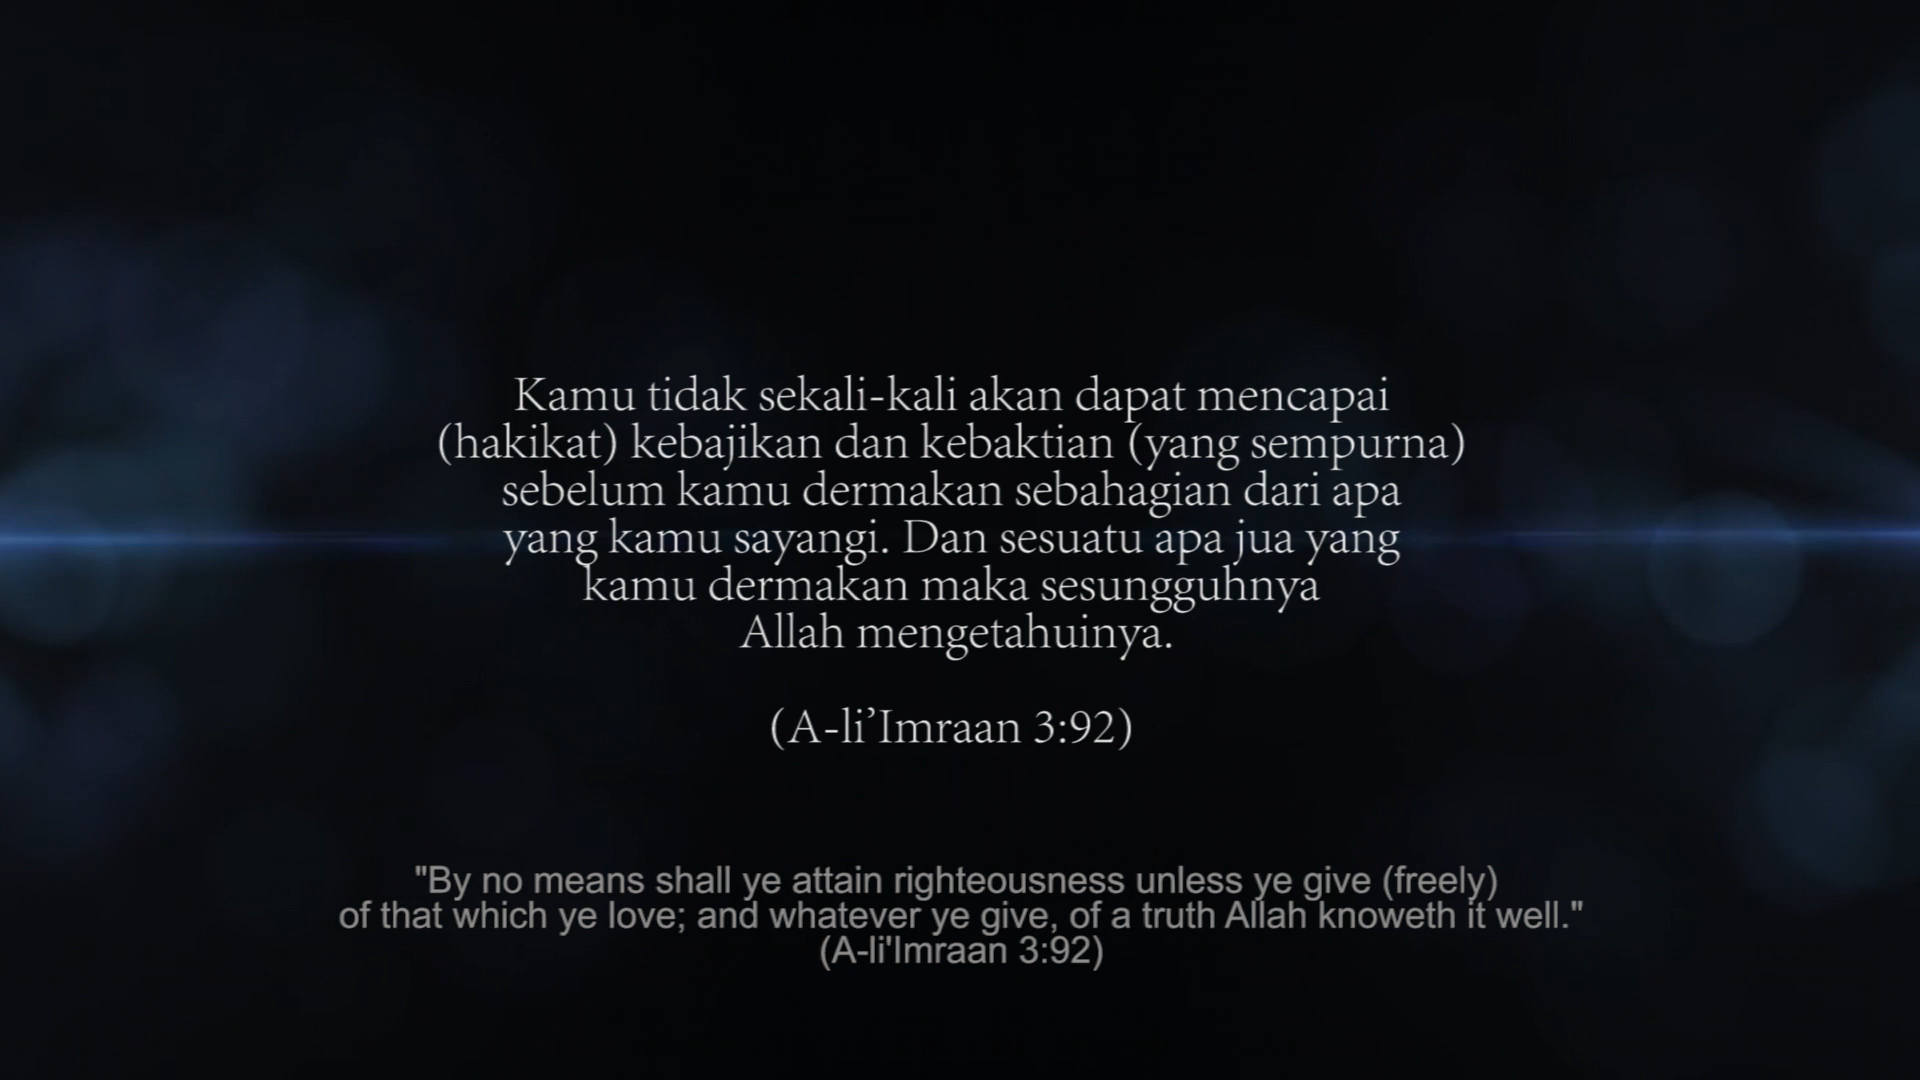 Kamu tidak sekali-kali akan dapat mencapai
(hakikat) kebajikan dan kebaktian (yang sempurna)
sebelum kamu dermakan sebahagian dari apa
yang kamu sayangi. Dan sesuatu apa jua yang
kamu dermakan maka sesungguhnya
Allah mengetahuinya.
(A-li’Imraan 3:92)
"By no means shall ye attain righteousness unless ye give (freely)
of that which ye love; and whatever ye give, of a truth Allah knoweth it well."
(A-li'Imraan 3:92)